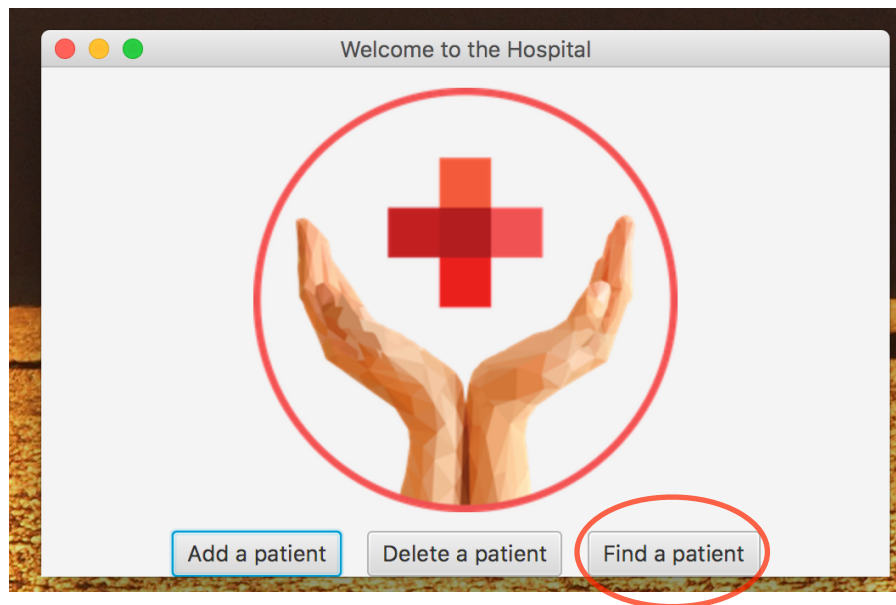 Welcome to the Hospital
Add a patient Delete a patient Find a patient